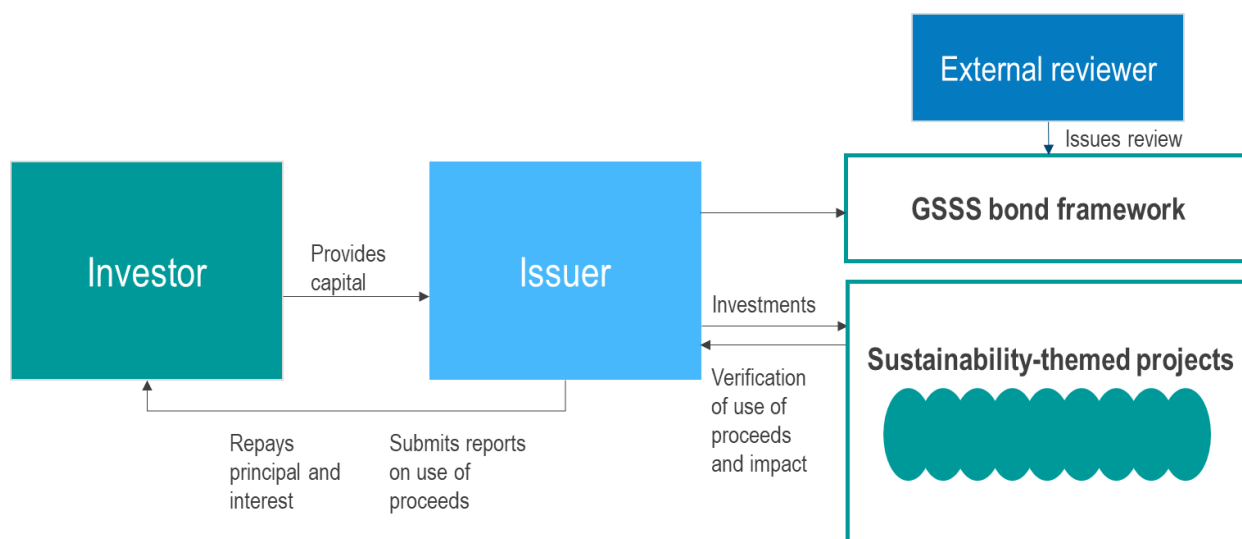 External reviewer
Issues review
GSSS bond framework
Investor
Provides
capital
Issuer
Investments
Sustainability-themed projects
Verification
of use of
proceeds
and impact
Repays
principal and
interest
Submits reports
on use of
proceeds